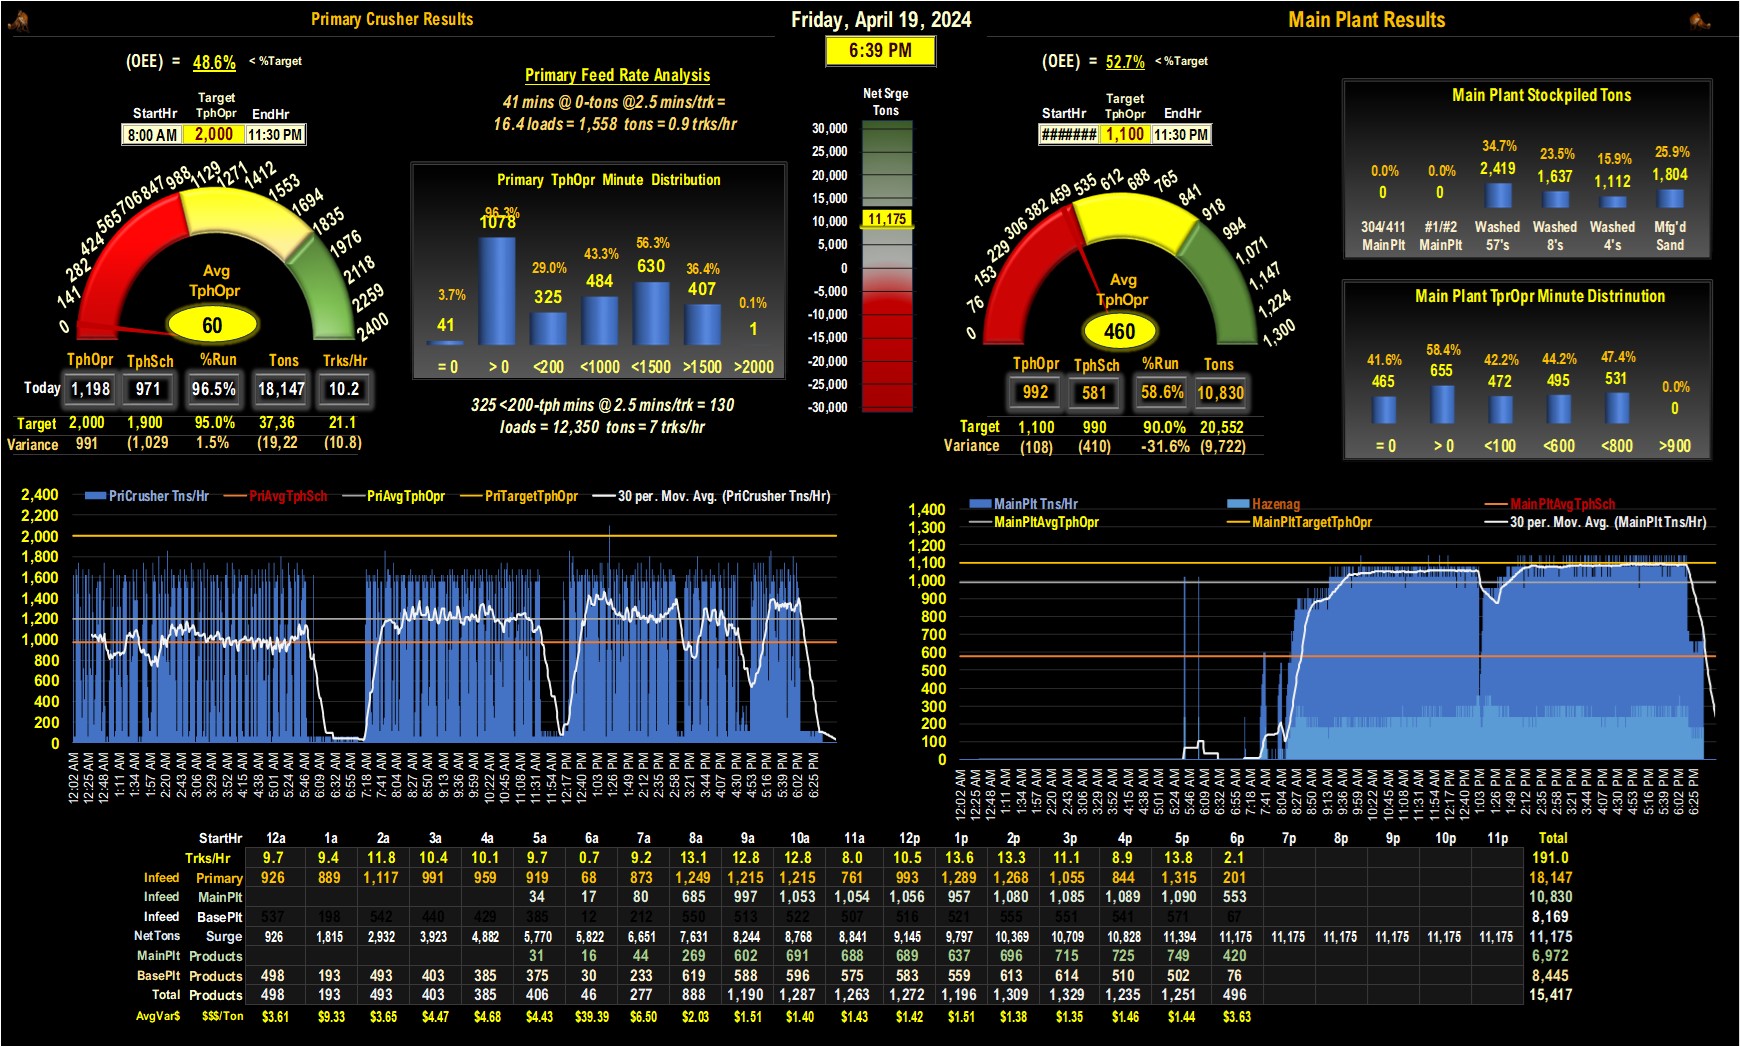 Primary Crusher Results
Friday, April 19, 2024
Main Plant Results
6:39 PM
(OEE) = 48.6% < %Target
StartHr Target TphOpr EndHr
8:00 AM 2,000 11:30 PM
0 141 282 424 565 706 847 988 1129 1271 1412 1553 1694 1835 1976 2118 2259 2400
Avg
TphOpr
60
TphOpr TphSch %Run Tons Trks/Hr
Today 1,198 971 96.5% 18,147 10.2
Target 2,000 1,900 95.0% 37,36 21.1
Variance 991 (1,029 1.5% (19,22 (10.8)
Primary Feed Rate Analysis
41 mins @ 0-tons @2.5 mins/trk =
16.4 loads = 1,558 tons = 0.9 trks/hr
Primary TphOpr Minute Distribution
3.7% 96.3% 29.0% 43.3% 56.3% 36.4% 0.1%
41 1078 325 484 630 407 1
= 0 > 0 <200 <1000 <1500 >1500 >2000
325 <200-tph mins @ 2.5 mins/trk = 130
loads = 12,350 tons = 7 trks/hr
Net Srge
Tons
30,000
25,000
20,000
15,000
10,000
11,175
5,000
0
-5,000
-10,000
-15,000
-20,000
-25,000
-30,000
(OEE) = 52.7% < %Target
StartHr Target TphOpr EndHr
####### 1,100 11:30 PM
0 76 153 229 306 382 459 535 612 688 765 841 918 994 1,071 1,147 1,224 1,300
Avg
TphOpr
460
TphOpr TphSch %Run Tons
992 581 58.6% 10,830
Target 1,100 990 90.0% 20,552
Variance (108) (410) -31.6% (9,722)
Main Plant Stockpiled Tons
0.0% 0.0% 34.7% 23.5% 15.9% 25.9%
0 0 2,419 1,637 1,112 1,804
304/411 #1/#2 Washed Washed Washed Mfg'd
MainPlt MainPlt 57's 8's 4's Sand
Main Plant TprOpr Minute Distrinution
41.6% 58.4% 42.2% 44.2% 47.4% 0.0%
465 655 472 495 531 0
= 0 > 0 <100 <600 <800 >900
PriCrusher Tns/Hr PriAvgTphSch PriAvgTphOpr PriTargetTphOpr 30 per. Mov. Avg. (PriCrusher Tns/Hr)
2,400
2,200
2,000
1,800
1,600
1,400
1,200
1,000
800
600
400
200
0
12:02 AM 12:25 AM 12:48 AM 1:11 AM 1:34 AM 1:57 AM 2:20 AM 2:43 AM 3:06 AM 3:29 AM 3:52 AM 4:15 AM 4:38 AM 5:01 AM 5:24 AM 5:46 AM 6:09 AM 6:32 AM 6:55 AM 7:18 AM 7:41 AM 8:04 AM 8:27 AM 8:50 AM 9:13 AM 9:36 AM 9:59 AM 10:22 AM 10:45 AM 11:08 AM 11:31 AM 11:54 AM 12:17 PM 12:40 PM 1:03 PM 1:26 PM 1:49 PM 2:12 PM 2:35 PM 2:58 PM 3:21 PM 3:44 PM 4:07 PM 4:30 PM 4:53 PM 5:16 PM 5:39 PM 6:02 PM 6:25 PM
MainPlt Tns/Hr Hazenag MainPltAvgTphSch
MainPltAvgTphOpr MainPltTargetTphOpr 30 per. Mov. Avg. (MainPlt Tns/Hr)
1,400
1,300
1,200
1,100
1,000
900
800
700
600
500
400
300
200
100
0
12:02 AM 12:25 AM 12:48 AM 1:11 AM 1:34 AM 1:57 AM 2:20 AM 2:43 AM 3:06 AM 3:29 AM 3:52 AM 4:15 AM 4:38 AM 5:01 AM 5:24 AM 5:46 AM 6:09 AM 6:32 AM 6:55 AM 7:18 AM 7:41 AM 8:04 AM 8:27 AM 8:50 AM 9:13 AM 9:36 AM 9:59 AM 10:22 AM 10:45 AM 11:08 AM 11:31 AM 11:54 AM 12:17 PM 12:40 PM 1:03 PM 1:26 PM 1:49 PM 2:12 PM 2:35 PM 2:58 PM 3:21 PM 3:44 PM 4:07 PM 4:30 PM 4:53 PM 5:16 PM 5:39 PM 6:02 PM 6:25 PM
StartHr 12a 1a 2a 3a 4a 5a 6a 7a 8a 9a 10a 11a 12p 1p 2p 3p 4p 5p 6p 7p 8p 9p 10p 11p Total
Trks/Hr 9.7 9.4 11.8 10.4 10.1 9.7 0.7 9.2 13.1 12.8 12.8 8.0 10.5 13.6 13.3 11.1 8.9 13.8 2.1 191.0
Infeed Primary 926 889 1,117 991 959 919 68 873 1,249 1,215 1,215 761 993 1,289 1,268 1,055 844 1,315 201 18,147
Infeed MainPlt 34 17 80 685 997 1,053 1,054 1,056 957 1,080 1,085 1,089 1,090 553 10,830
Infeed BasePlt 537 198 542 440 429 385 12 212 550 513 522 507 516 521 555 551 541 571 67 8,169
NetTons Surge 926 1,815 2,932 3,923 4,882 5,770 5,822 6,651 7,631 8,244 8,768 8,841 9,145 9,797 10,369 10,709 10,828 11,394 11,175 11,175 11,175 11,175 11,175 11,175 11,175
MainPlt Products 31 16 44 269 602 691 688 689 637 696 715 725 749 420 6,972
BasePlt Products 498 193 493 403 385 375 30 233 619 588 596 575 583 559 613 614 510 502 76 8,445
Total Products 498 193 493 403 385 406 46 277 888 1,190 1,287 1,263 1,272 1,196 1,309 1,329 1,235 1,251 496 15,417
AvgVar$ $$$/Ton $3.61 $9.33 $3.65 $4.47 $4.68 $4.43 $39.39 $6.50 $2.03 $1.51 $1.40 $1.43 $1.42 $1.51 $1.38 $1.35 $1.46 $1.44 $3.63